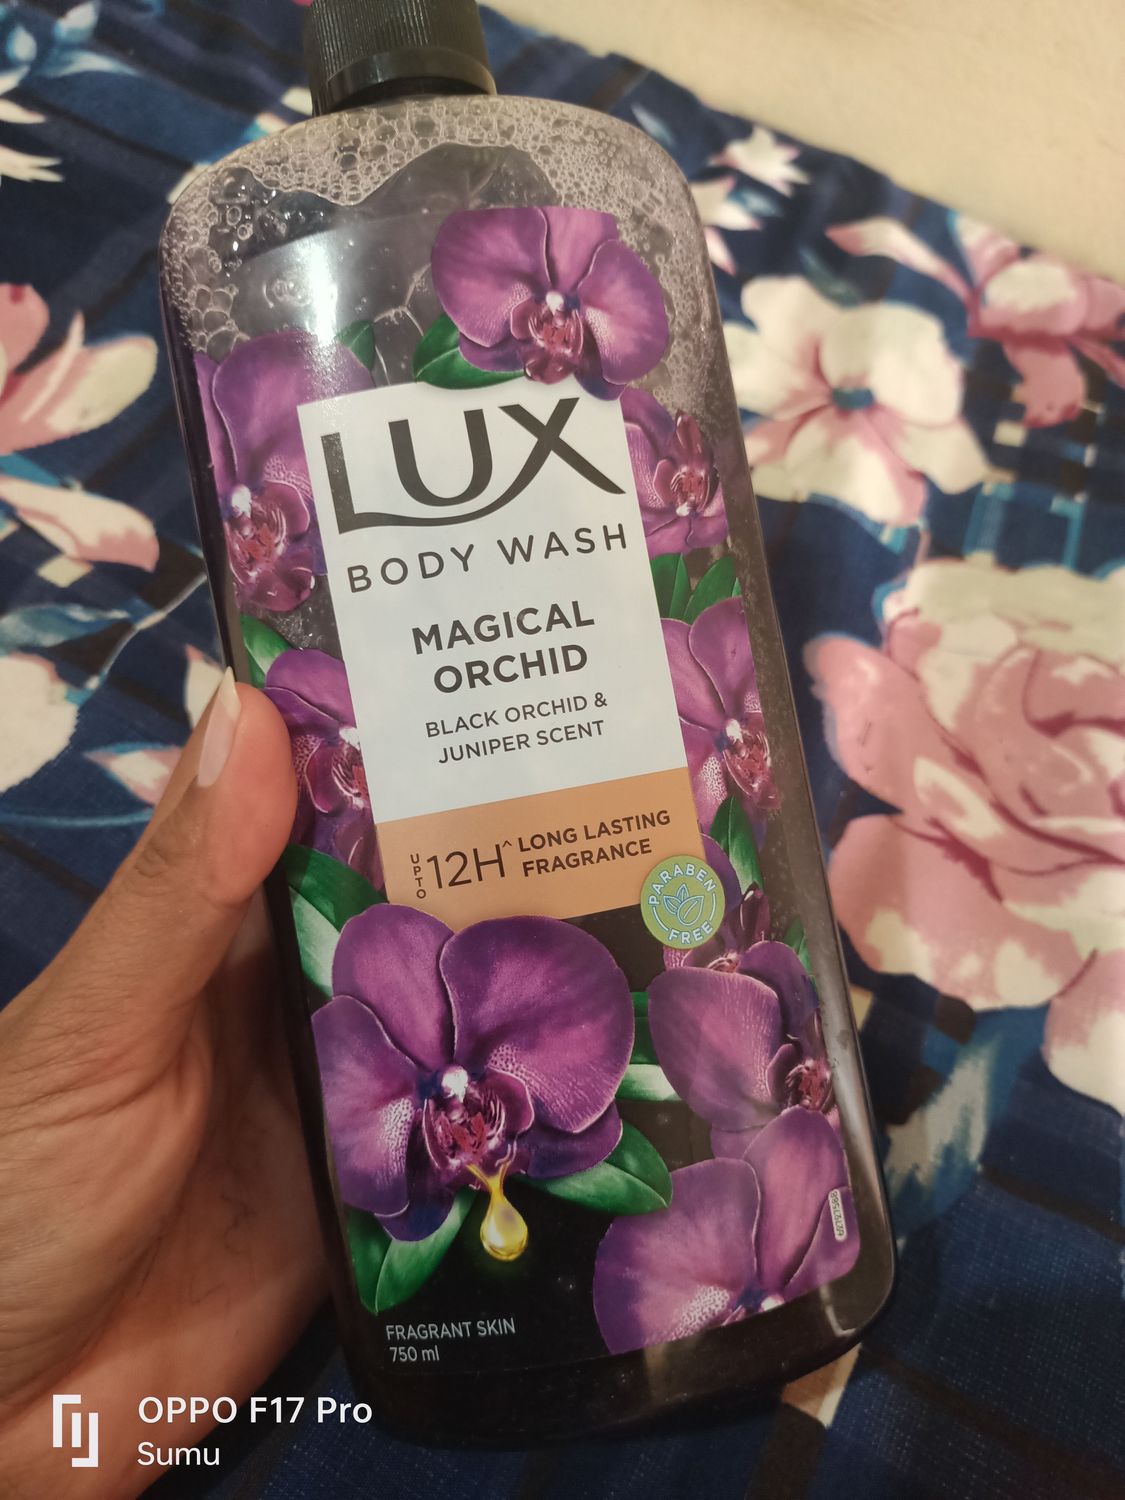 LUX
BODY WASH
MAGICAL
ORCHID
BLACK ORCHID &
JUNIPER SCENT
UPTO 12H^ LONG LASTING
FRAGRANCE
PARABEN
FREE
FRAGRANT SKIN
750 ml
OPPO F17 Pro
Sumu